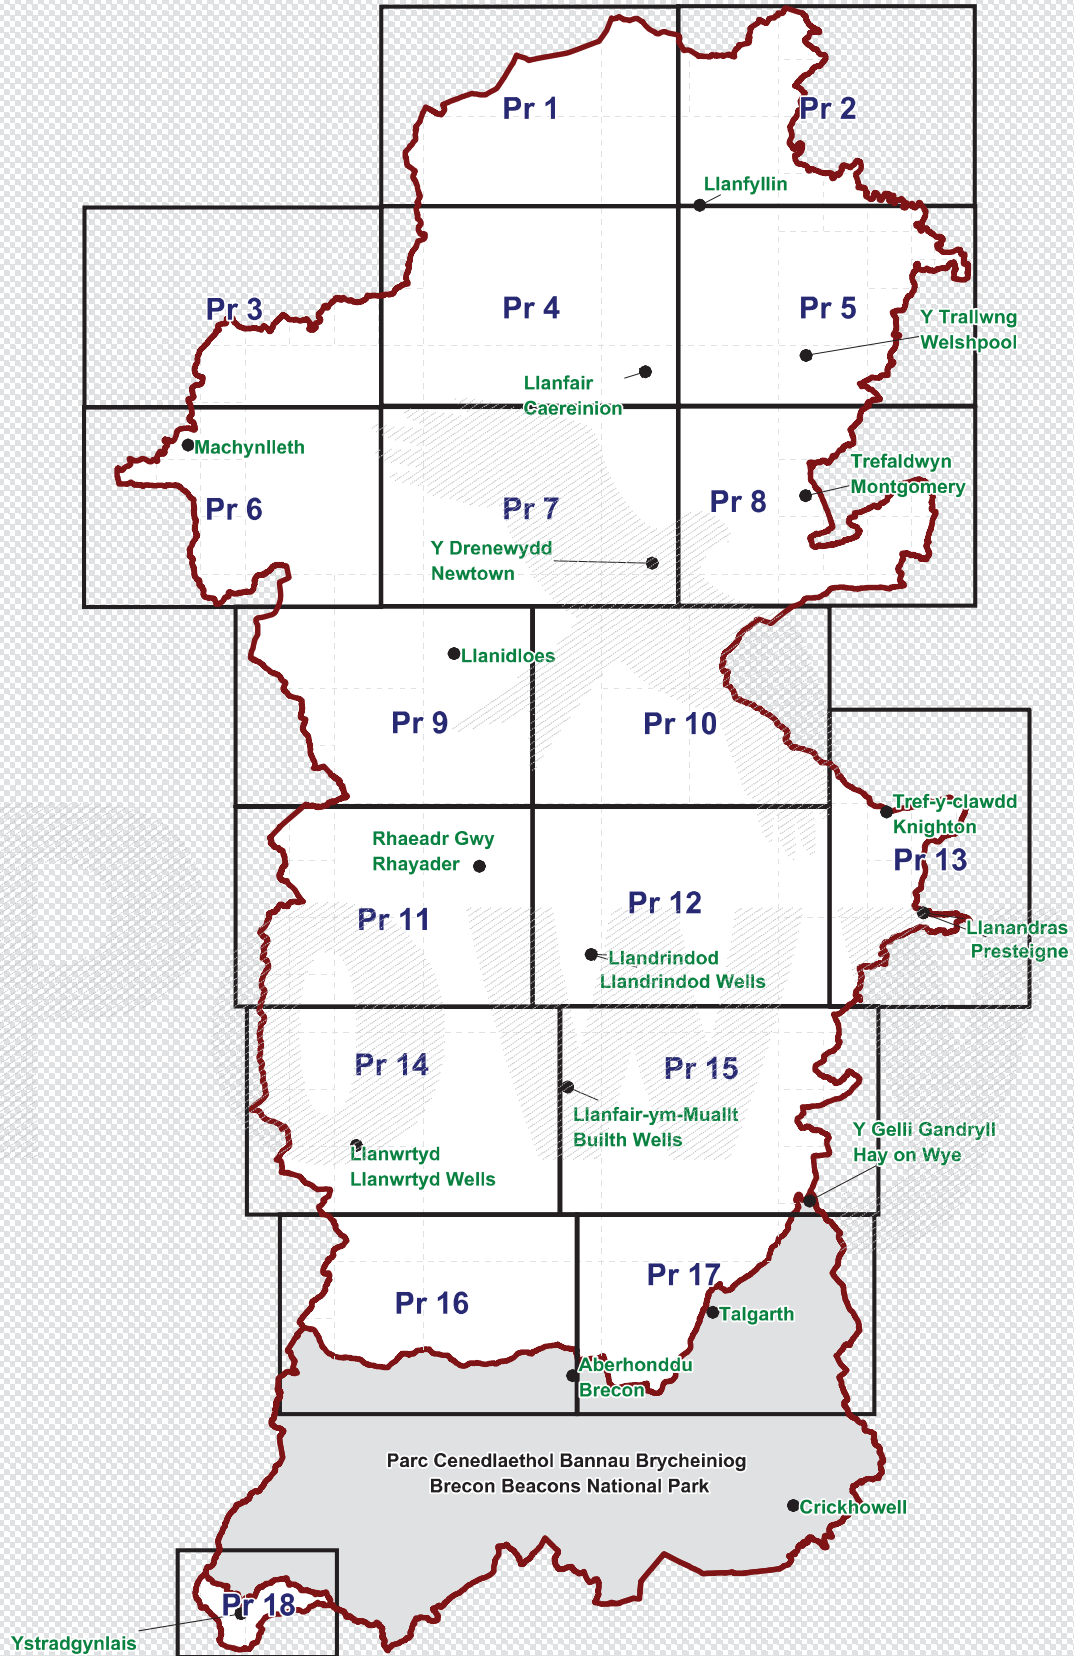 Pr 1
Pr 2
Llanfyllin
Pr 3
Pr 4
Pr 5
Y Trallwng
Welshpool
Llanfair
Caereinion
Machynlleth
Trefaldwyn
Montgomery
Pr 6
Pr 7
Pr 8
Y Drenewydd
Newtown
Llanidloes
Pr 9
Pr 10
Tref-y-clawdd
Knighton
Rhaeadr Gwy
Rhayader
Pr 13
Pr 11
Pr 12
Llanandras
Presteigne
Llandrindod
Llandrindod Wells
Pr 14
Pr 15
Llanfair-ym-Muallt
Builth Wells
Y Gelli Gandryll
Hay on Wye
Llanwrtyd
Llanwrtyd Wells
Pr 16
Pr 17
Talgarth
Aberhonddu
Brecon
Parc Cenedlaethol Bannau Brycheiniog
Brecon Beacons National Park
Crickhowell
Pr 18
Ystradgynlais